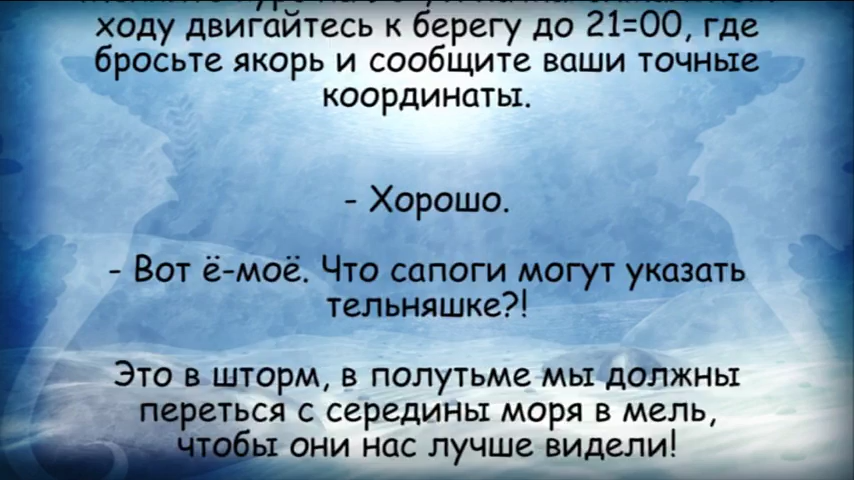 ходу двигайтесь к берегу до 21=00, где
бросьте якорь и сообщите ваши точные
координаты.
- Хорошо.
- Вот ё-моё. Что сапоги могут указать
тельняшке?!
Это в шторм, в полутьме мы должны
переться с середины моря в мель,
чтобы они нас лучше видели!